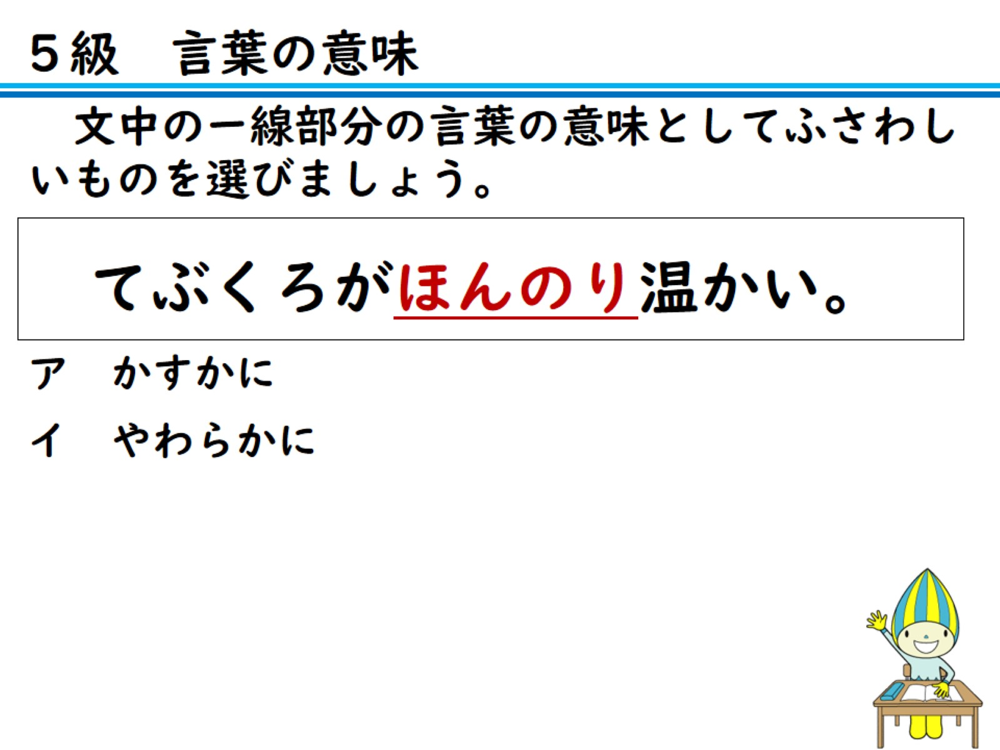 ５級　言葉の意味
文中の一線部分の言葉の意味としてふさわし
いものを選びましょう。
てぶくろがほんのり温かい。
ア　かすかに
イ　やわらかに